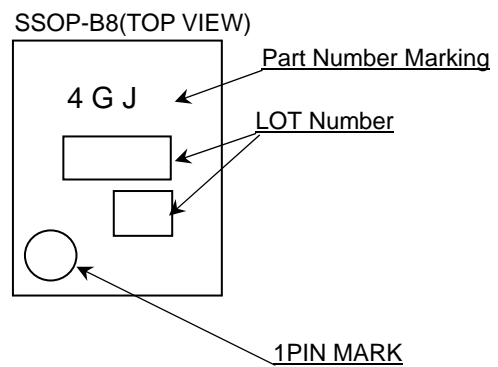 SSOP-B8(TOP VIEW)
Part Number Marking
4 G J
LOT Number
1PIN MARK